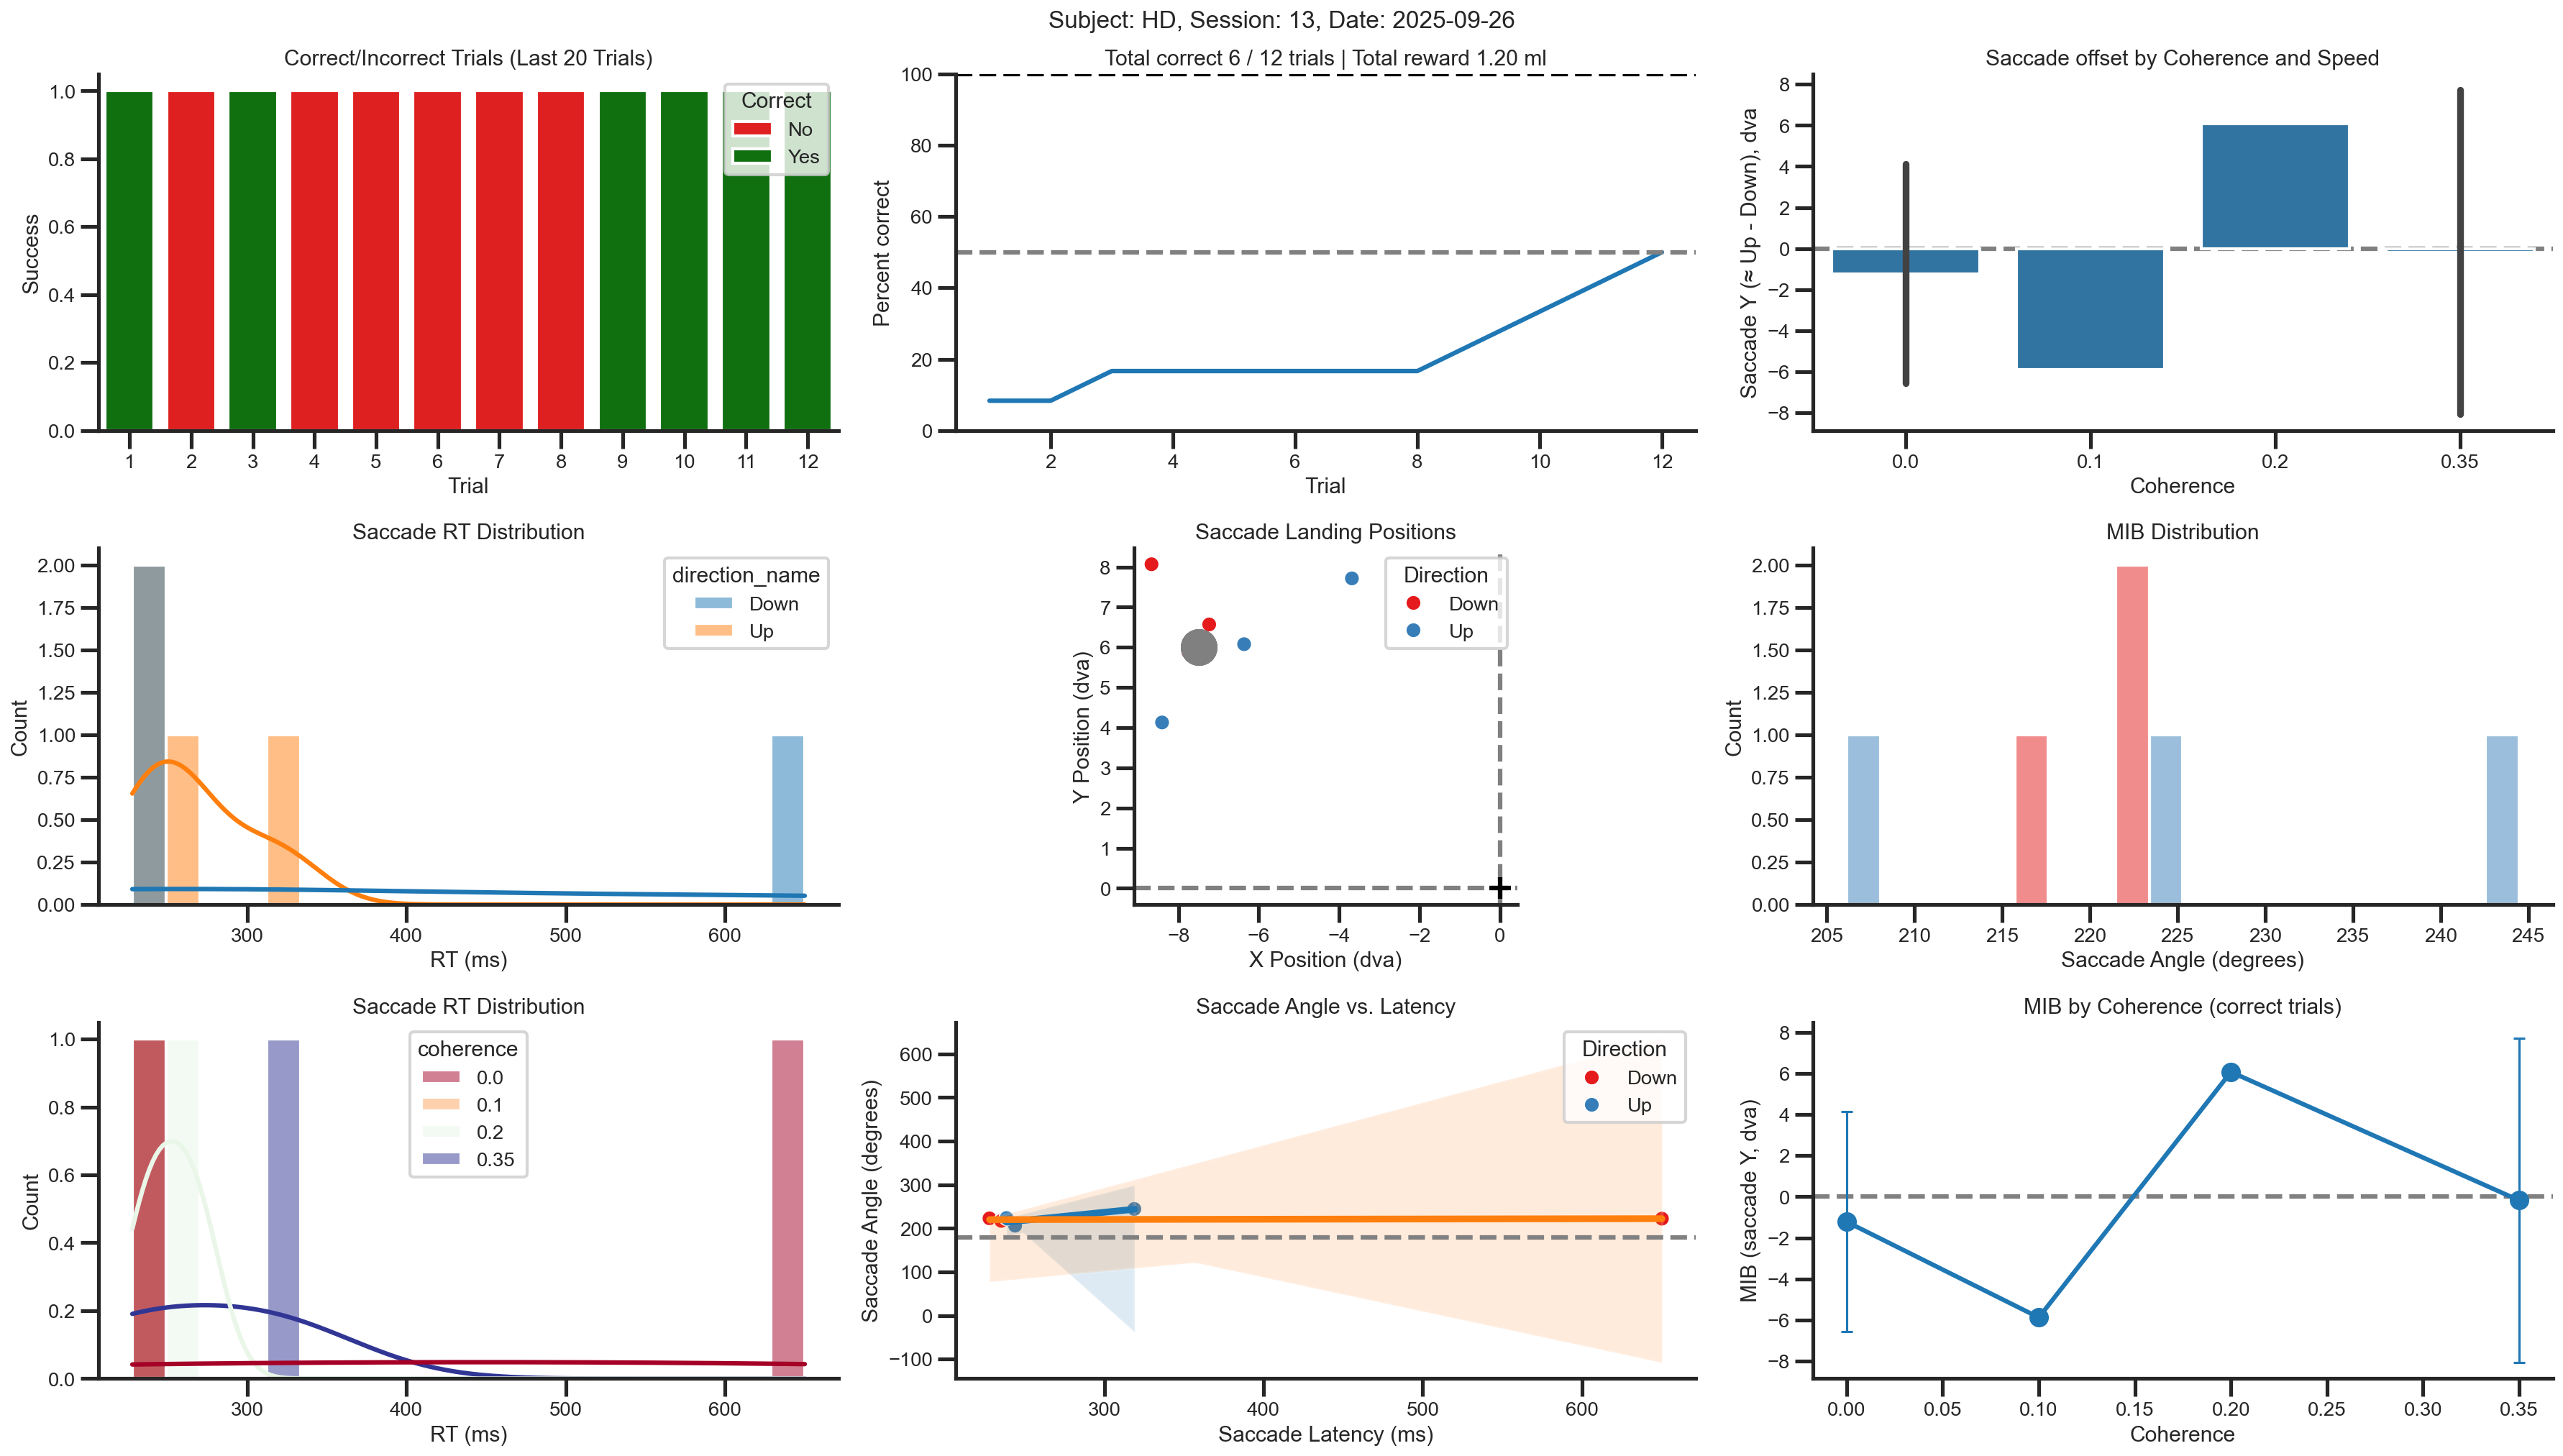 Subject: HD, Session: 13, Date: 2025-09-26
Correct/Incorrect Trials (Last 20 Trials)
Success
1.0
0.8
0.6
0.4
0.2
0.0
1 2 3 4 5 6 7 8 9 10 11 12
Trial
Correct
No
Yes
Total correct 6 / 12 trials | Total reward 1.20 ml
Percent correct
100
80
60
40
20
0
2 4 6 8 10 12
Trial
Saccade offset by Coherence and Speed
Saccade Y (≈ Up - Down), dva
8
6
4
2
0
−2
−4
−6
−8
0.0 0.1 0.2 0.35
Coherence
Saccade RT Distribution
Count
2.00
1.75
1.50
1.25
1.00
0.75
0.50
0.25
0.00
300 400 500 600
RT (ms)
direction_name
Down
Up
Saccade Landing Positions
Y Position (dva)
8
7
6
5
4
3
2
1
0
−8 −6 −4 −2 0
X Position (dva)
Direction
Down
Up
MIB Distribution
Count
2.00
1.75
1.50
1.25
1.00
0.75
0.50
0.25
0.00
205 210 215 220 225 230 235 240 245
Saccade Angle (degrees)
Saccade RT Distribution
Count
1.0
0.8
0.6
0.4
0.2
0.0
300 400 500 600
RT (ms)
coherence
0.0
0.1
0.2
0.35
Saccade Angle vs. Latency
Saccade Angle (degrees)
600
500
400
300
200
100
0
−100
300 400 500 600
Saccade Latency (ms)
Direction
Down
Up
MIB by Coherence (correct trials)
MIB (saccade Y, dva)
8
6
4
2
0
−2
−4
−6
−8
0.00 0.05 0.10 0.15 0.20 0.25 0.30 0.35
Coherence